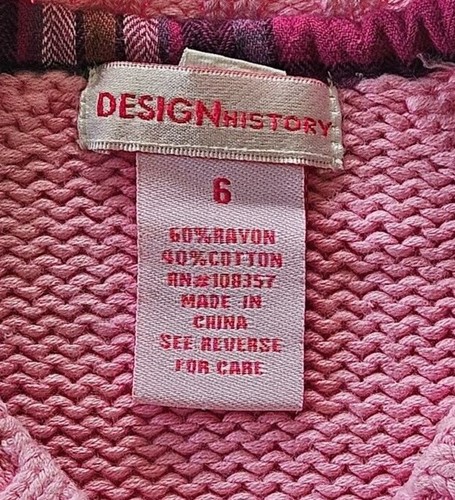 DESIGNHISTORY
6
60%RAYON
40%COTTON
RN#108357
MADE IN
CHINA
SEE REVERSE
FOR CARE